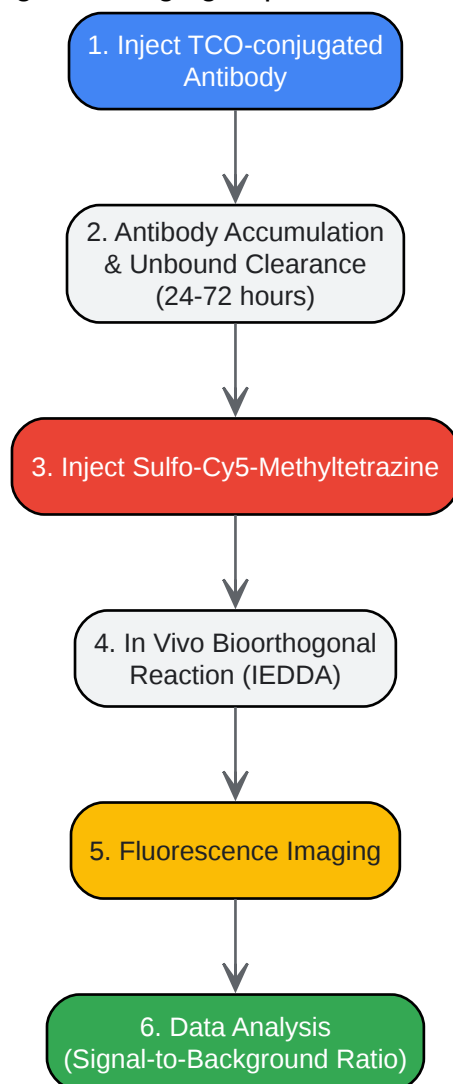 1. Inject TCO-conjugated
Antibody
2. Antibody Accumulation
& Unbound Clearance
(24-72 hours)
3. Inject Sulfo-Cy5-Methyltetrazine
4. In Vivo Bioorthogonal
Reaction (IEDDA)
5. Fluorescence Imaging
6. Data Analysis
(Signal-to-Background Ratio)